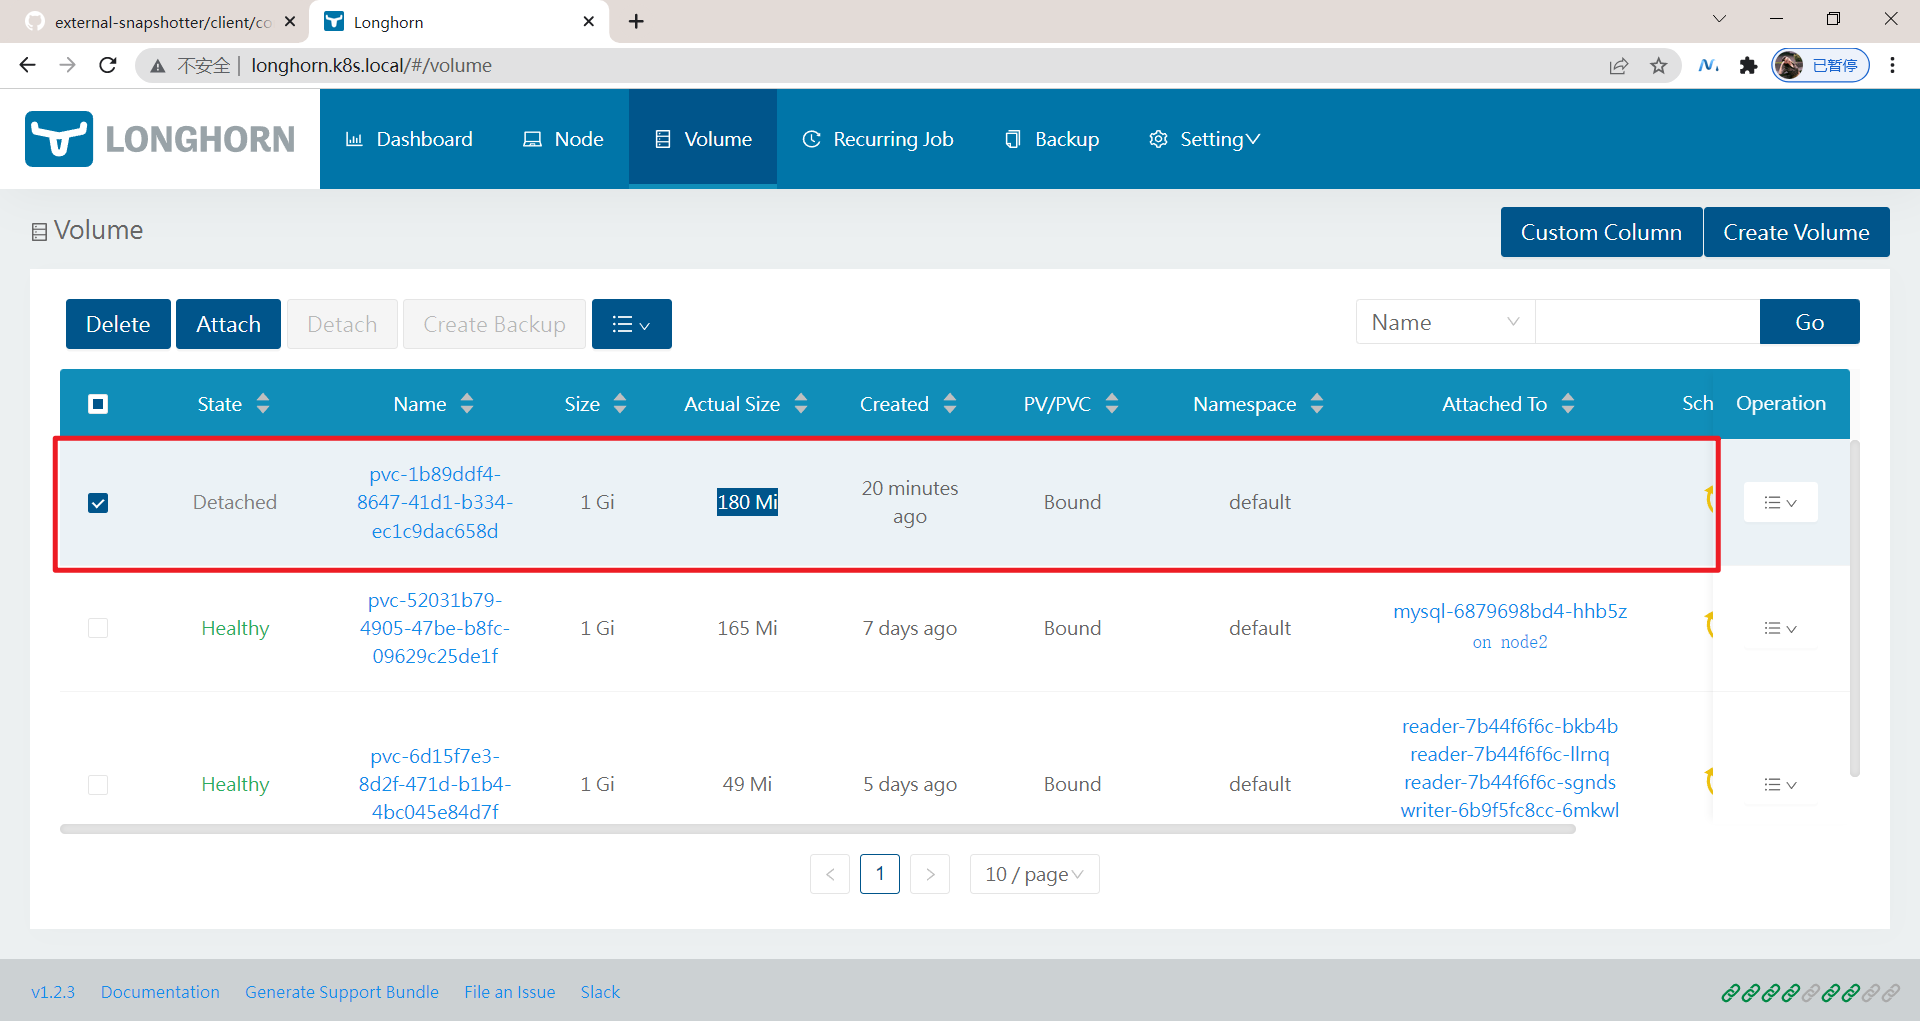 external-snapshotter/client/co
Longhorn
不安全 | longhorn.k8s.local/#/volume
已暂停
LONGHORN
Dashboard
Node
Volume
Recurring Job
Backup
Setting
Volume
Custom Column
Create Volume
Delete
Attach
Detach
Create Backup
Name
Go
State
Name
Size
Actual Size
Created
PV/PVC
Namespace
Attached To
Sch
Operation
Detached
pvc-1b89ddf4-
8647-41d1-b334-
ec1c9dac658d
1 Gi
180 Mi
20 minutes
ago
Bound
default
Healthy
pvc-52031b79-
4905-47be-b8fc-
09629c25de1f
1 Gi
165 Mi
7 days ago
Bound
default
mysql-6879698bd4-hhb5z
on node2
Healthy
pvc-6d15f7e3-
8d2f-471d-b1b4-
4bc045e84d7f
1 Gi
49 Mi
5 days ago
Bound
default
reader-7b44f6f6c-bkb4b
reader-7b44f6f6c-llrnq
reader-7b44f6f6c-sgnds
writer-6b9f5fc8cc-6mkwl
1
10 / page
v1.2.3
Documentation
Generate Support Bundle
File an Issue
Slack